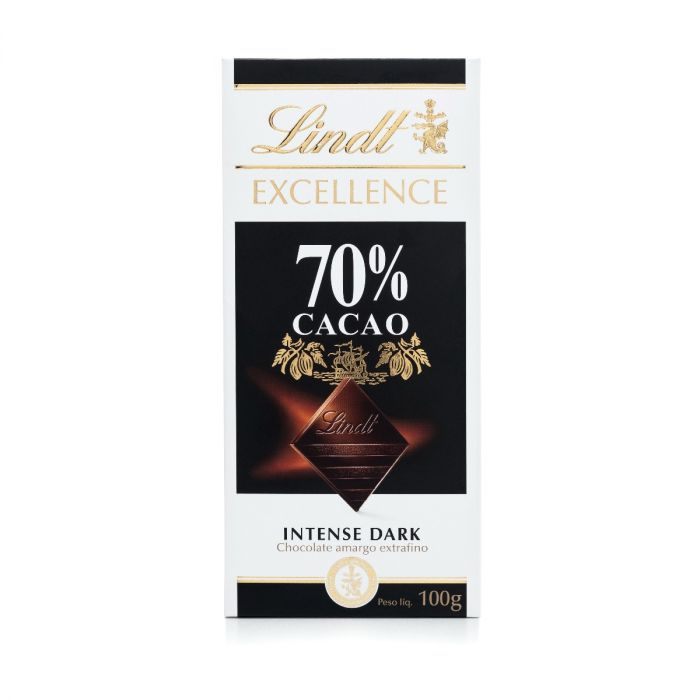 Lindt
EXCELLENCE
70%
CACAO
Lindt
INTENSE DARK
Chocolate amargo extrafino
Peso líq. 100g